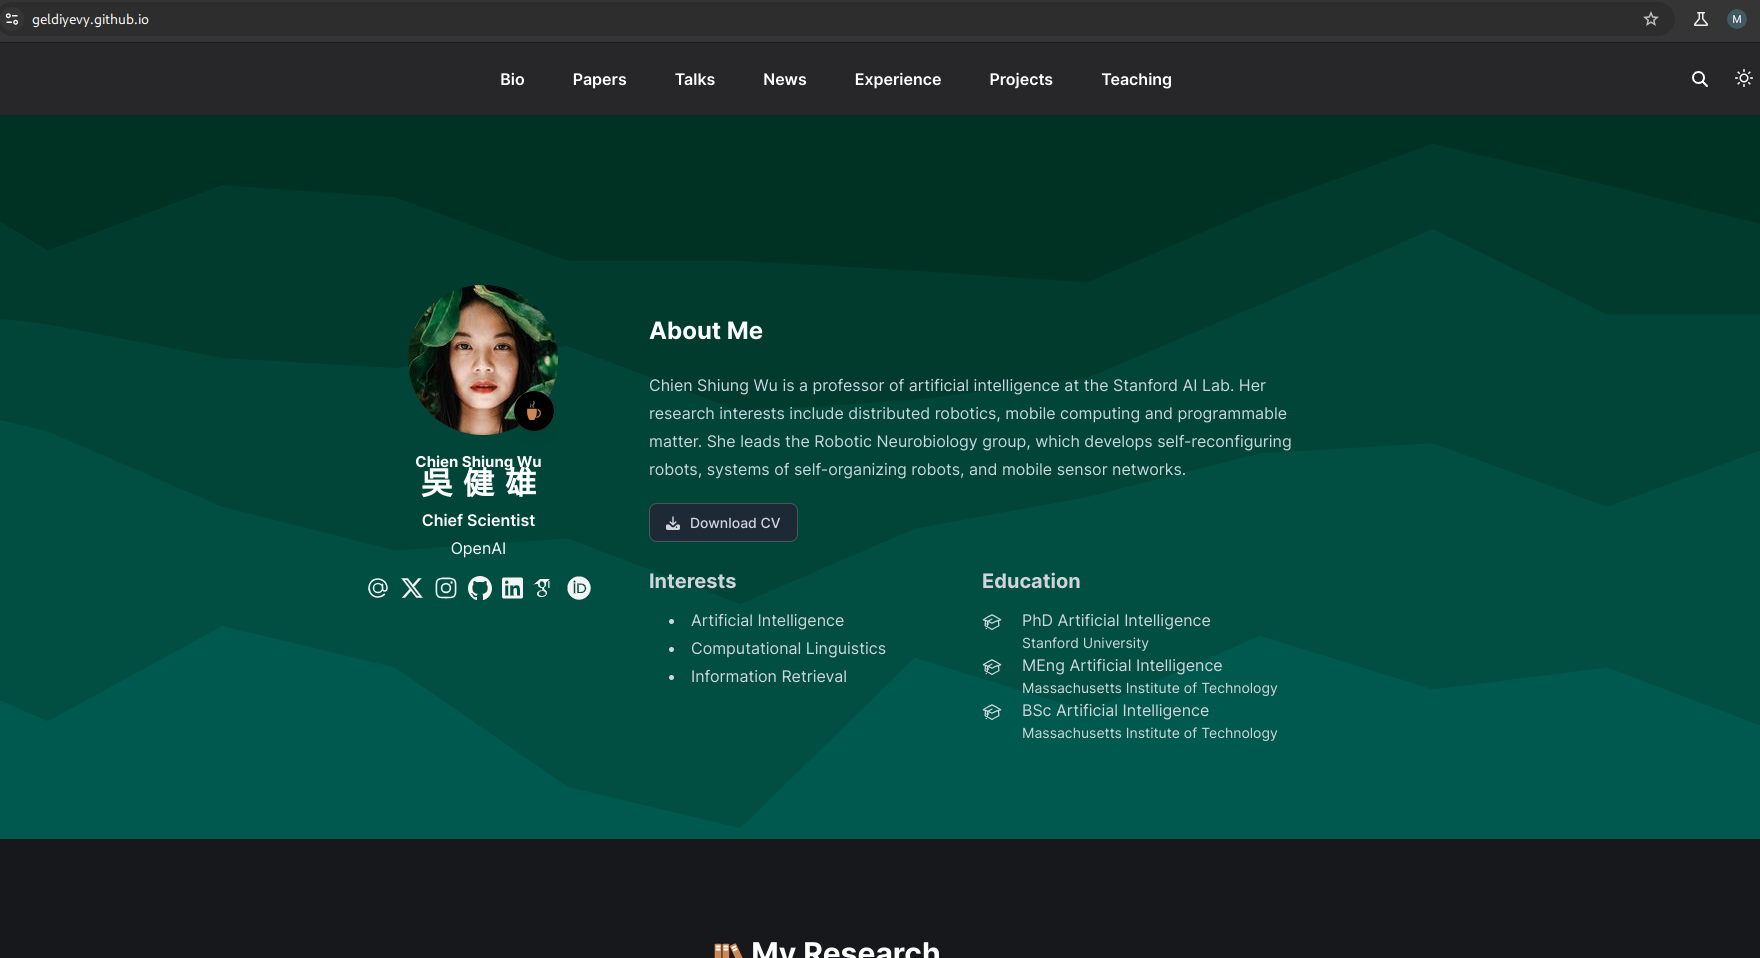 geldiyevy.github.io
M
Bio Papers Talks News Experience Projects Teaching
Chien Shiung Wu
吳健雄
Chief Scientist
OpenAI
About Me
Chien Shiung Wu is a professor of artificial intelligence at the Stanford AI Lab. Her
research interests include distributed robotics, mobile computing and programmable
matter. She leads the Robotic Neurobiology group, which develops self-reconfiguring
robots, systems of self-organizing robots, and mobile sensor networks.
Download CV
Interests
Artificial Intelligence
Computational Linguistics
Information Retrieval
Education
PhD Artificial Intelligence
Stanford University
MEng Artificial Intelligence
Massachusetts Institute of Technology
BSc Artificial Intelligence
Massachusetts Institute of Technology
My Research